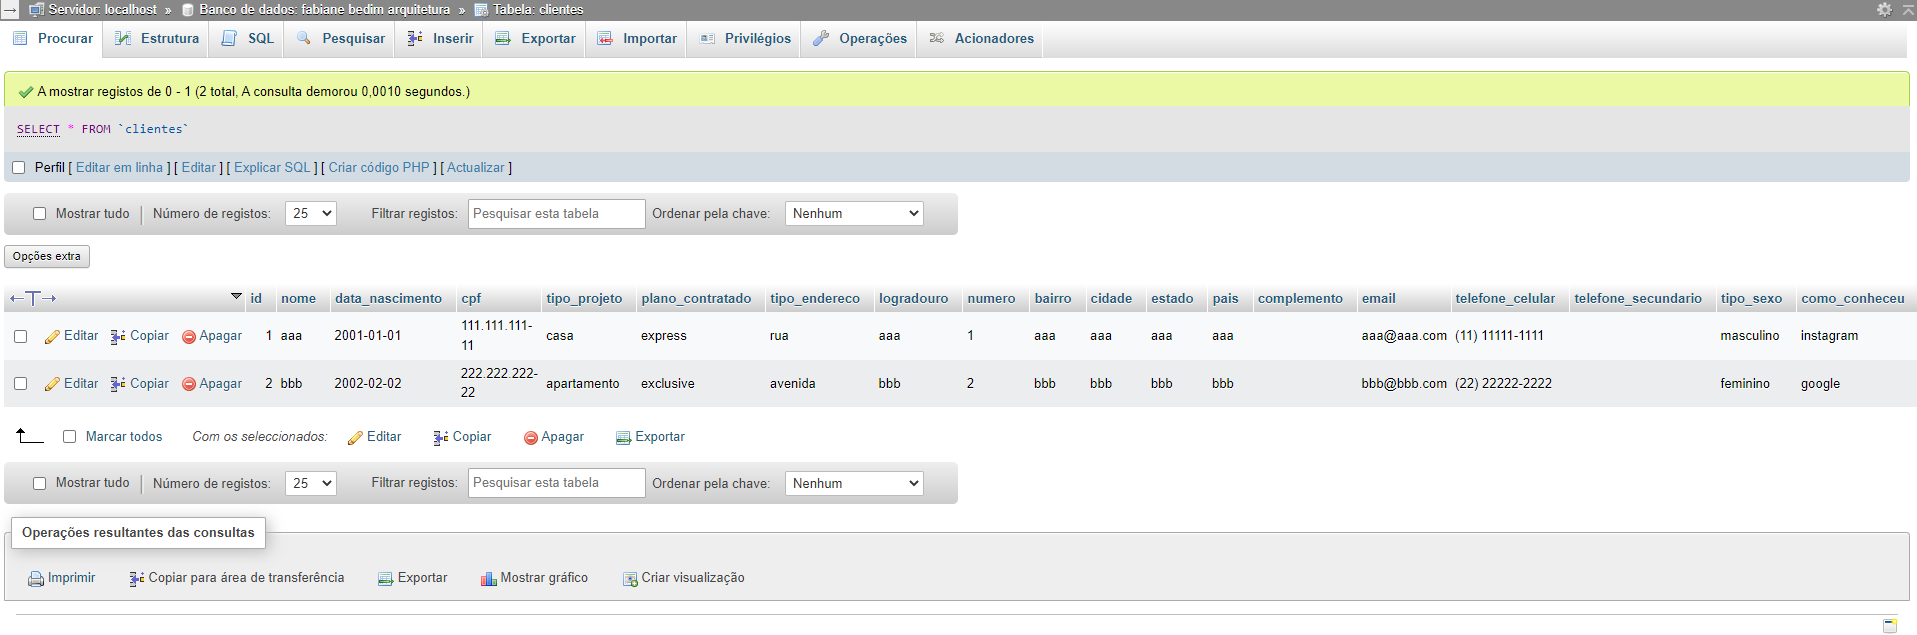 Servidor: localhost » Banco de dados: fabiane bedim arquitetura » Tabela: clientes
Procurar Estrutura SQL Pesquisar Inserir Exportar Importar Privilégios Operações Acionadores
A mostrar registos de 0 - 1 (2 total, A consulta demorou 0,0010 segundos.)
SELECT * FROM `clientes`
Perfil [ Editar em linha ] [ Editar ] [ Explicar SQL ] [ Criar código PHP ] [ Actualizar ]
Mostrar tudo | Número de registos: 25 Filtrar registos: Pesquisar esta tabela Ordenar pela chave: Nenhum
Opções extra
←T→ id nome data_nascimento cpf tipo_projeto plano_contratado tipo_endereco logradouro numero bairro cidade estado pais complemento email telefone_celular telefone_secundario tipo_sexo como_conheceu
Editar Copiar Apagar 1 aaa 2001-01-01 111.111.111-11 casa express rua aaa 1 aaa aaa aaa aaa aaa@aaa.com (11) 11111-1111 masculino instagram
Editar Copiar Apagar 2 bbb 2002-02-02 222.222.222-22 apartamento exclusive avenida bbb 2 bbb bbb bbb bbb bbb@bbb.com (22) 22222-2222 feminino google
Marcar todos Com os seleccionados: Editar Copiar Apagar Exportar
Mostrar tudo | Número de registos: 25 Filtrar registos: Pesquisar esta tabela Ordenar pela chave: Nenhum
Operações resultantes das consultas
Imprimir Copiar para área de transferência Exportar Mostrar gráfico Criar visualização